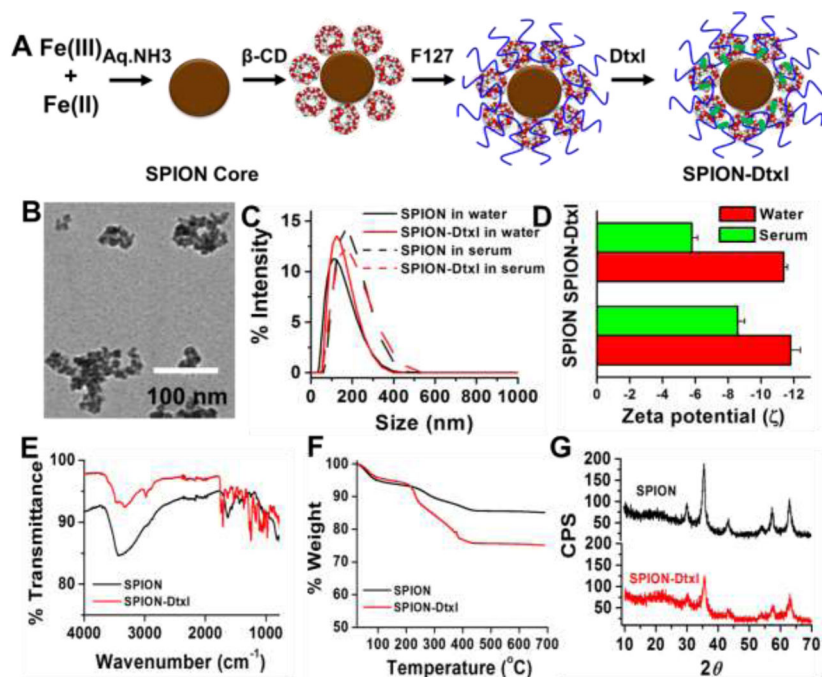 A
Fe(III)
+
Fe(II)
Aq.NH3
β-CD
F127
Dtxl
SPION Core
SPION-Dtxl
B
100 nm
C
SPION in water
SPION-Dtxl in water
SPION in serum
SPION-Dtxl in serum
% Intensity
15
10
5
0
0 200 400 600 800 1000
Size (nm)
D
Water
Serum
SPION SPION-Dtxl
0 -2 -4 -6 -8 -10 -12
Zeta potential (ζ)
E
% Transmittance
100
95
90
85
SPION
SPION-Dtxl
4000 3000 2000 1000
Wavenumber (cm⁻¹)
F
% Weight
100
90
80
70
60
50
SPION
SPION-Dtxl
100 200 300 400 500 600 700
Temperature (°C)
G
CPS
200
150
100
50
SPION
200
150
100
50
SPION-Dtxl
10 20 30 40 50 60 70
2θ